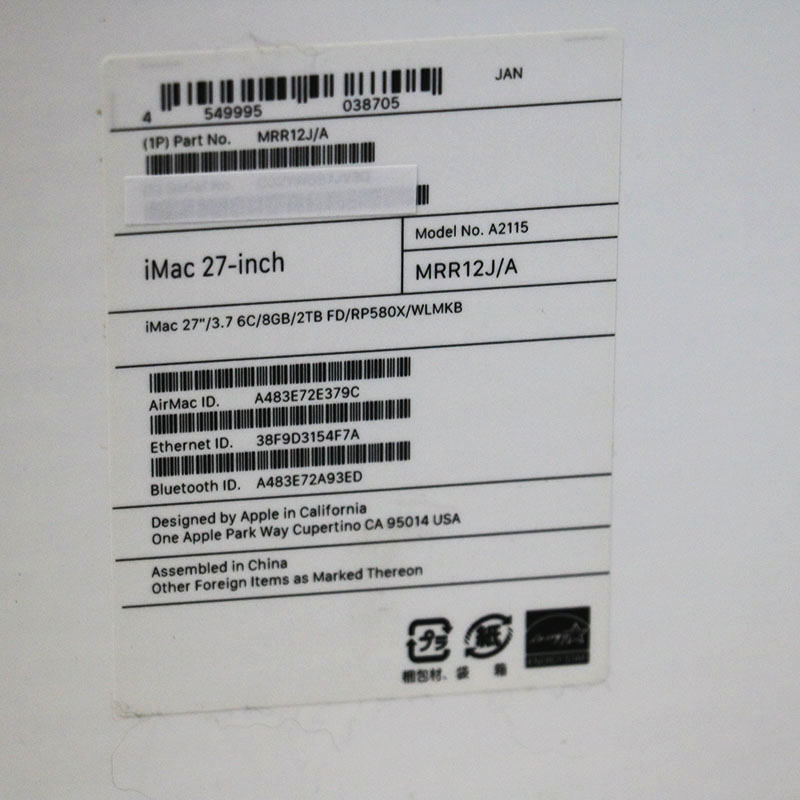 JAN
4 549995 038705
(1P) Part No. MRR12J/A
iMac 27-inch
Model No. A2115
MRR12J/A
iMac 27"/3.7 6C/8GB/2TB FD/RP580X/WLMKB
AirMac ID. A483E72E379C
Ethernet ID. 38F9D3154F7A
Bluetooth ID. A483E72A93ED
Designed by Apple in California
One Apple Park Way Cupertino CA 95014 USA
Assembled in China
Other Foreign Items as Marked Thereon
プラ
紙
梱包材、袋
箱
ENERGY STAR